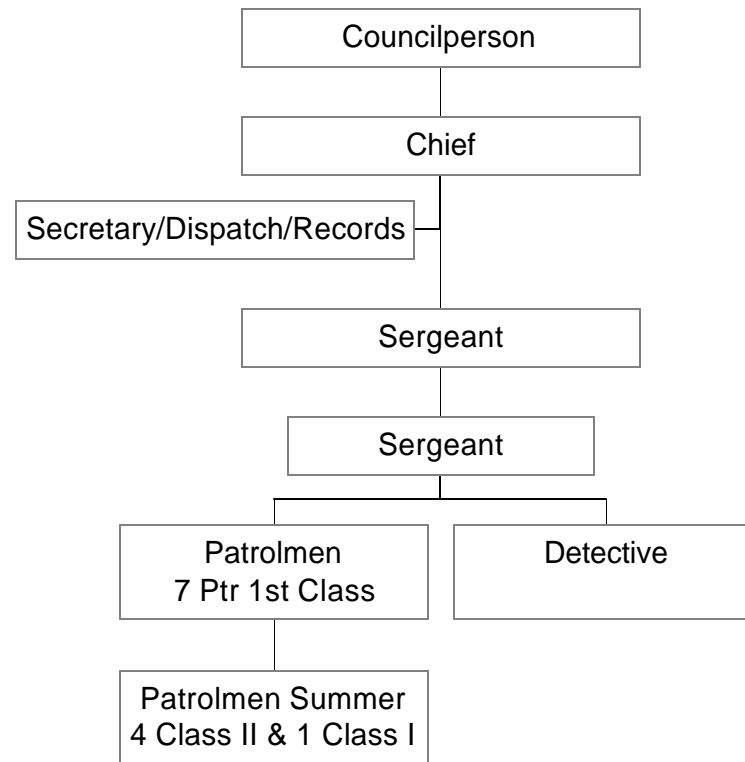 Councilperson
Chief
Secretary/Dispatch/Records
Sergeant
Sergeant
Patrolmen
7 Ptr 1st Class
Detective
Patrolmen Summer
4 Class II & 1 Class I